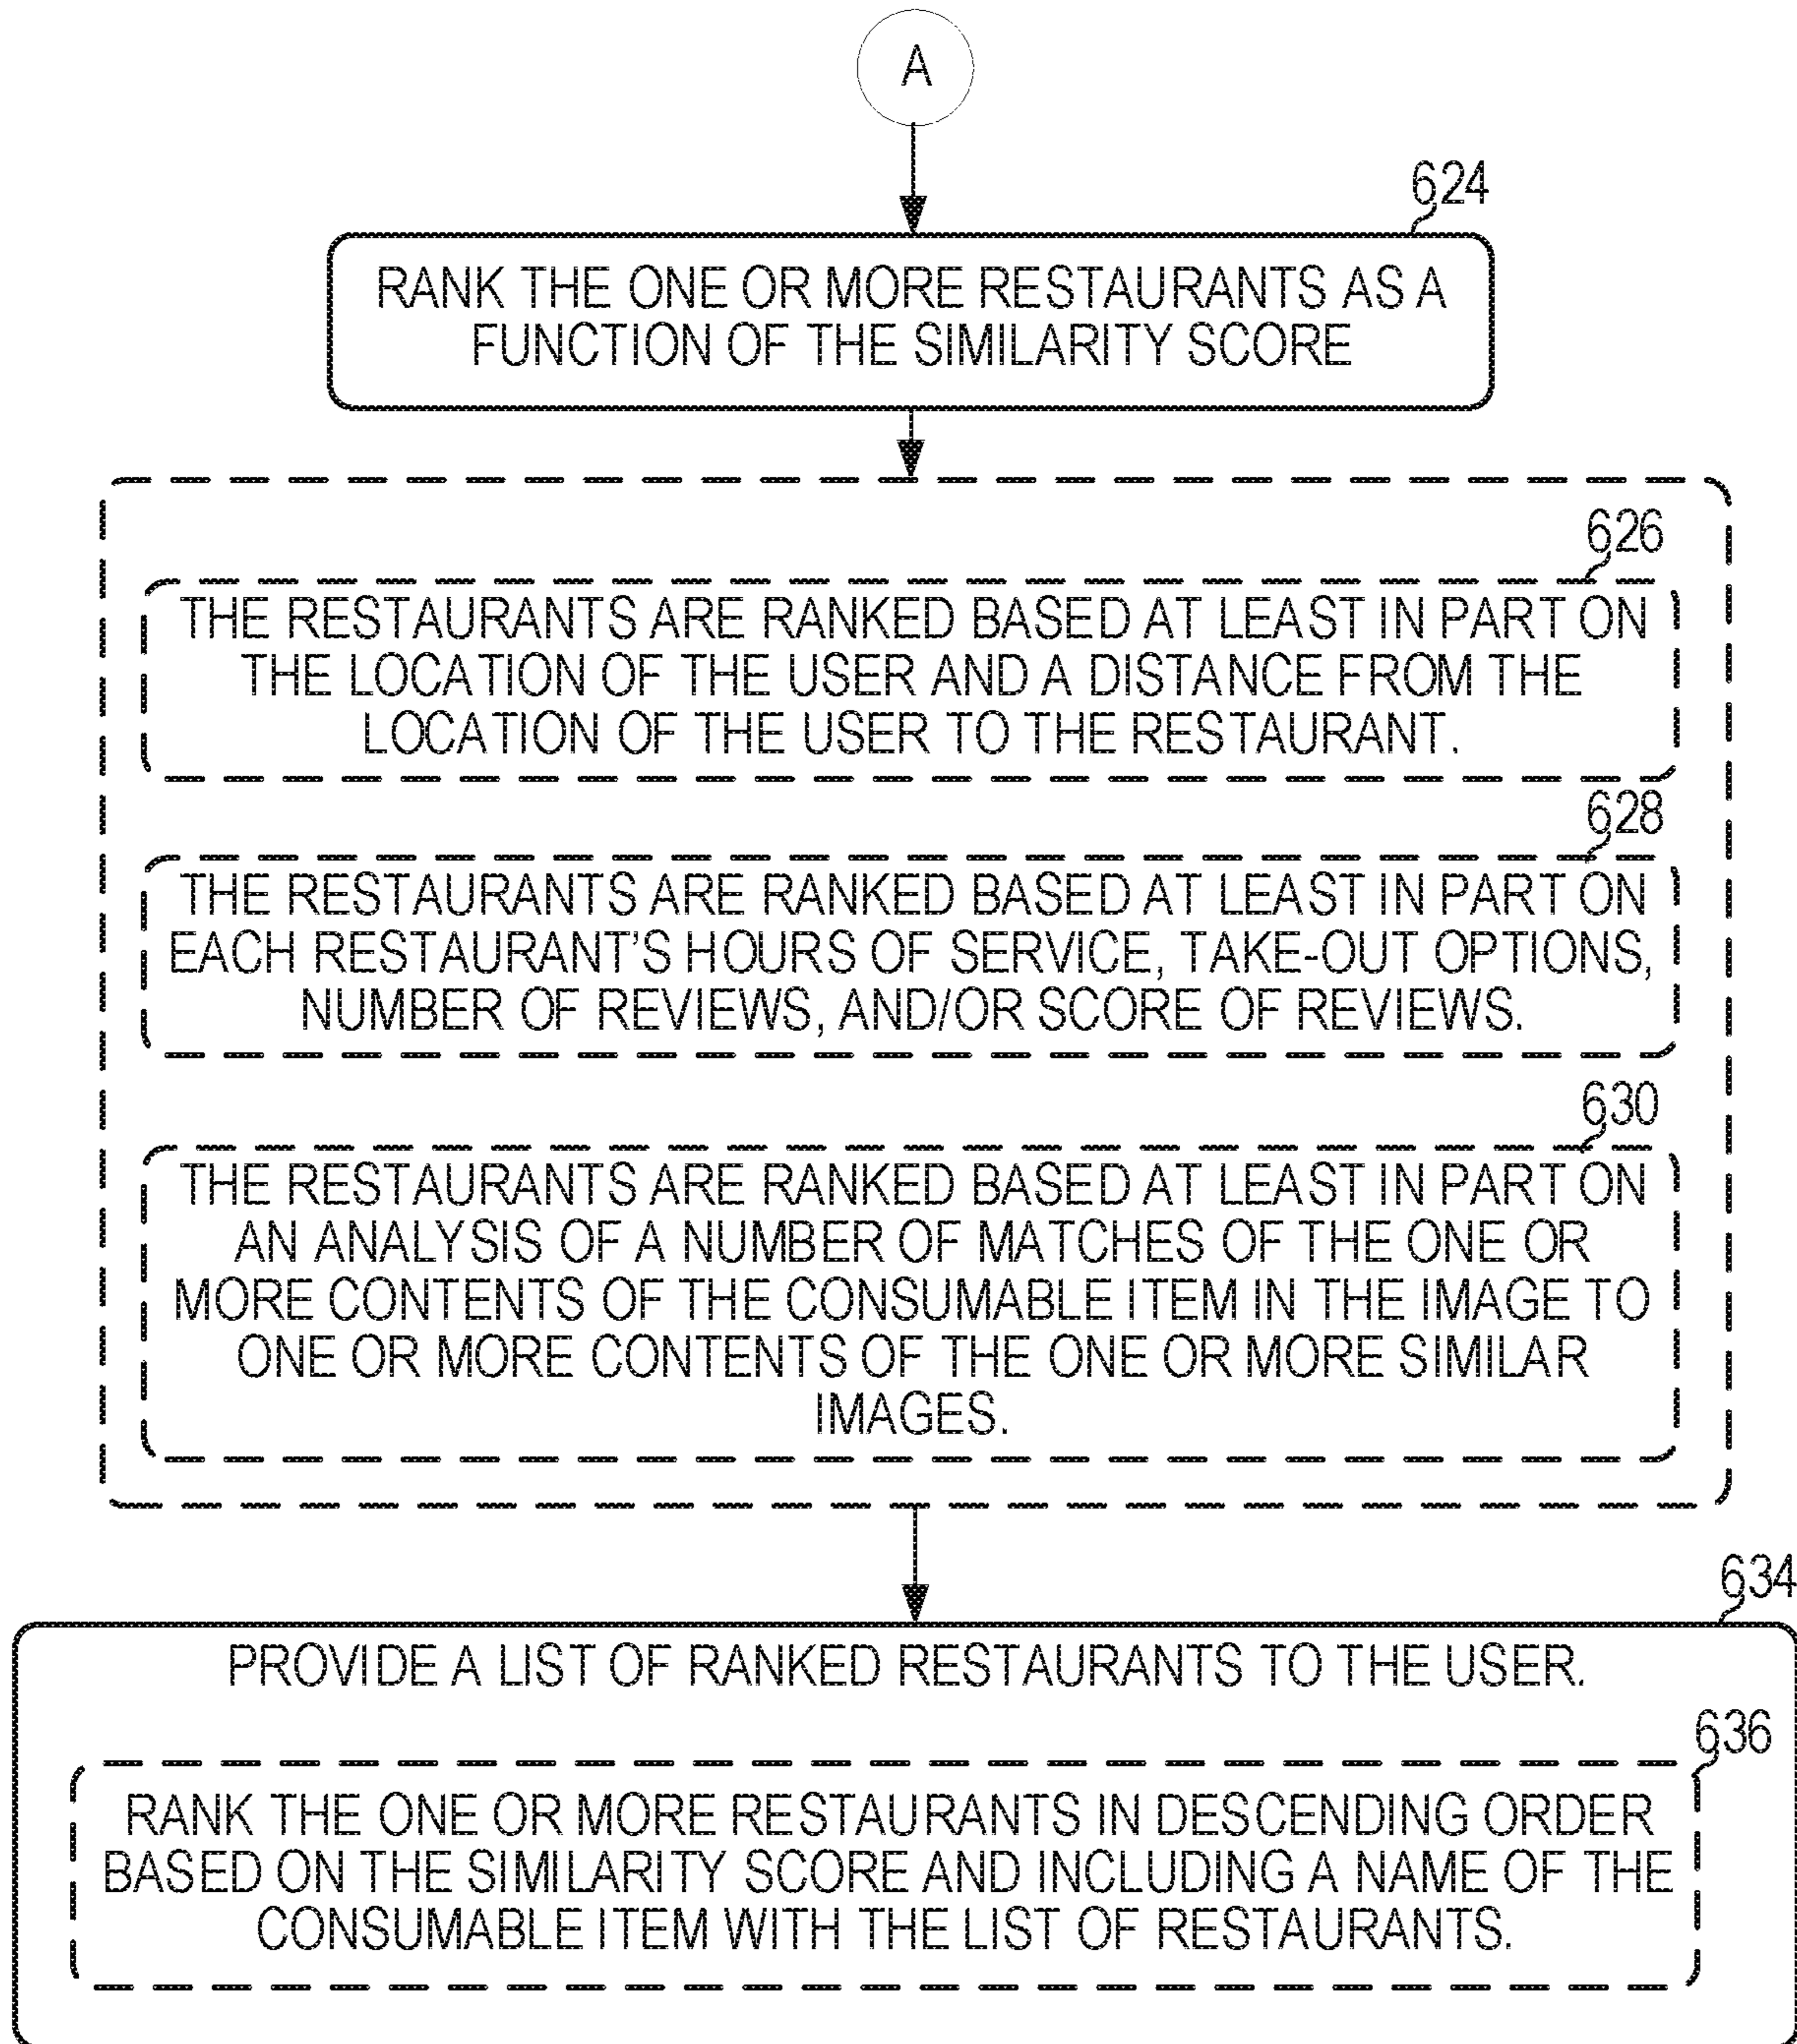 A
624
RANK THE ONE OR MORE RESTAURANTS AS A
FUNCTION OF THE SIMILARITY SCORE
626
THE RESTAURANTS ARE RANKED BASED AT LEAST IN PART ON
THE LOCATION OF THE USER AND A DISTANCE FROM THE
LOCATION OF THE USER TO THE RESTAURANT.
628
THE RESTAURANTS ARE RANKED BASED AT LEAST IN PART ON
EACH RESTAURANT'S HOURS OF SERVICE, TAKE-OUT OPTIONS,
NUMBER OF REVIEWS, AND/OR SCORE OF REVIEWS.
630
THE RESTAURANTS ARE RANKED BASED AT LEAST IN PART ON
AN ANALYSIS OF A NUMBER OF MATCHES OF THE ONE OR
MORE CONTENTS OF THE CONSUMABLE ITEM IN THE IMAGE TO
ONE OR MORE CONTENTS OF THE ONE OR MORE SIMILAR
IMAGES.
634
PROVIDE A LIST OF RANKED RESTAURANTS TO THE USER.
636
RANK THE ONE OR MORE RESTAURANTS IN DESCENDING ORDER
BASED ON THE SIMILARITY SCORE AND INCLUDING A NAME OF THE
CONSUMABLE ITEM WITH THE LIST OF RESTAURANTS.